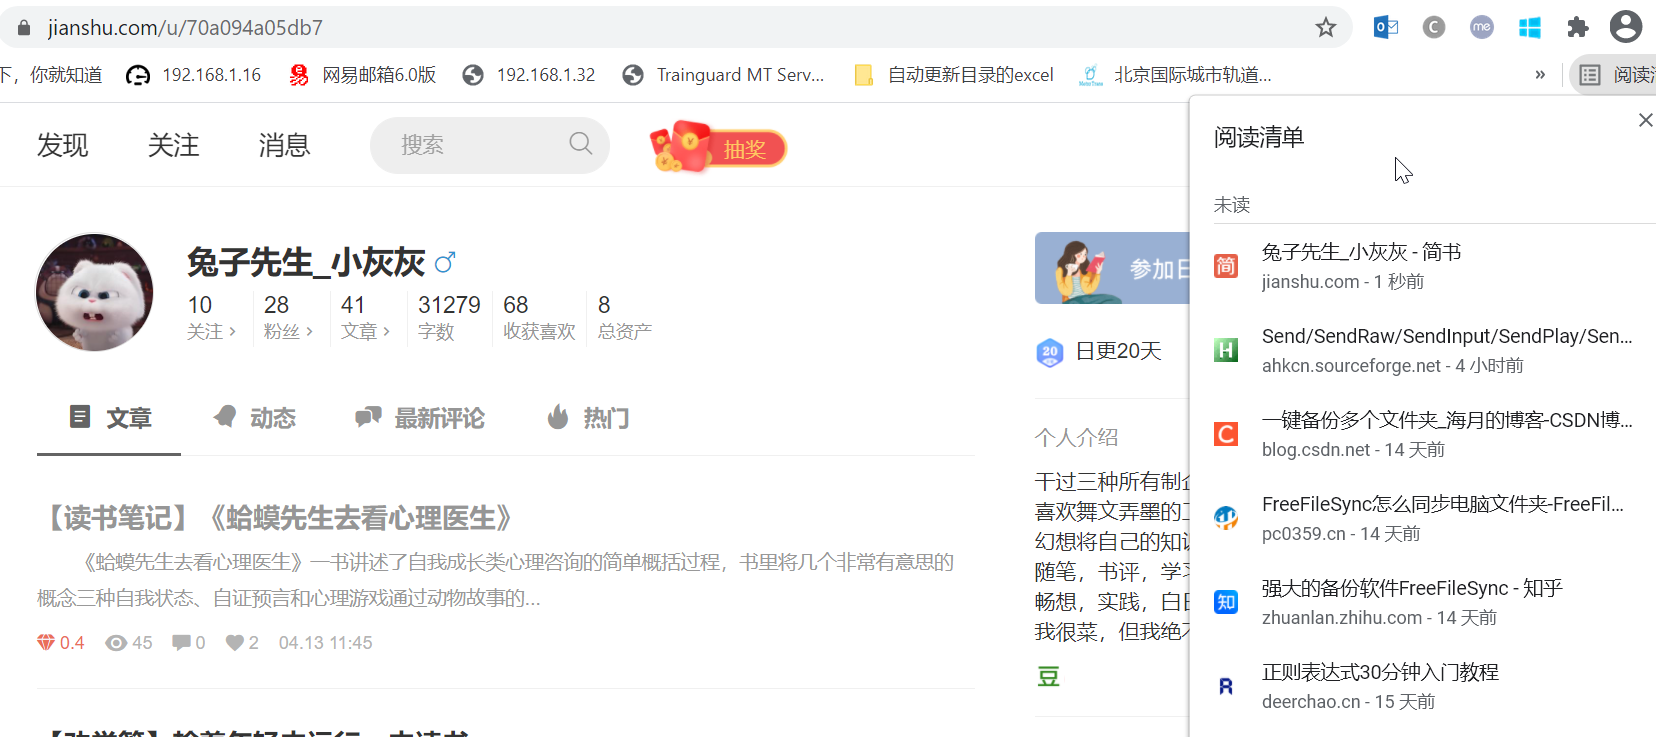 jianshu.com/u/70a094a05db7
下，你就知道
192.168.1.16
网易邮箱6.0版
192.168.1.32
Trainguard MT Serv...
自动更新目录的excel
北京国际城市轨道...
»
阅读
发现
关注
消息
搜索
抽奖
兔子先生_小灰灰
10 28 41 31279 68 8
关注 粉丝 文章 字数 收获喜欢 总资产
文章
动态
最新评论
热门
【读书笔记】《蛤蟆先生去看心理医生》
《蛤蟆先生去看心理医生》一书讲述了自我成长类心理咨询的简单概括过程，书里将几个非常有意思的
概念三种自我状态、自证预言和心理游戏通过动物故事的...
0.4 45 0 2 04.13 11:45
参加日
20 日更20天
个人介绍
干过三种所有制企
喜欢舞文弄墨的
幻想将自己的知识
随笔，书评，学习
畅想，实践，白日
我很菜，但我绝不
豆
阅读清单
未读
简
兔子先生_小灰灰 - 简书
jianshu.com - 1 秒前
H
Send/SendRaw/SendInput/SendPlay/Sen...
ahkcn.sourceforge.net - 4 小时前
C
一键备份多个文件夹_海月的博客-CSDN博...
blog.csdn.net - 14 天前
FreeFileSync怎么同步电脑文件夹-FreeFil...
pc0359.cn - 14 天前
知
强大的备份软件FreeFileSync - 知乎
zhuanlan.zhihu.com - 14 天前
R
正则表达式30分钟入门教程
deerchao.cn - 15 天前